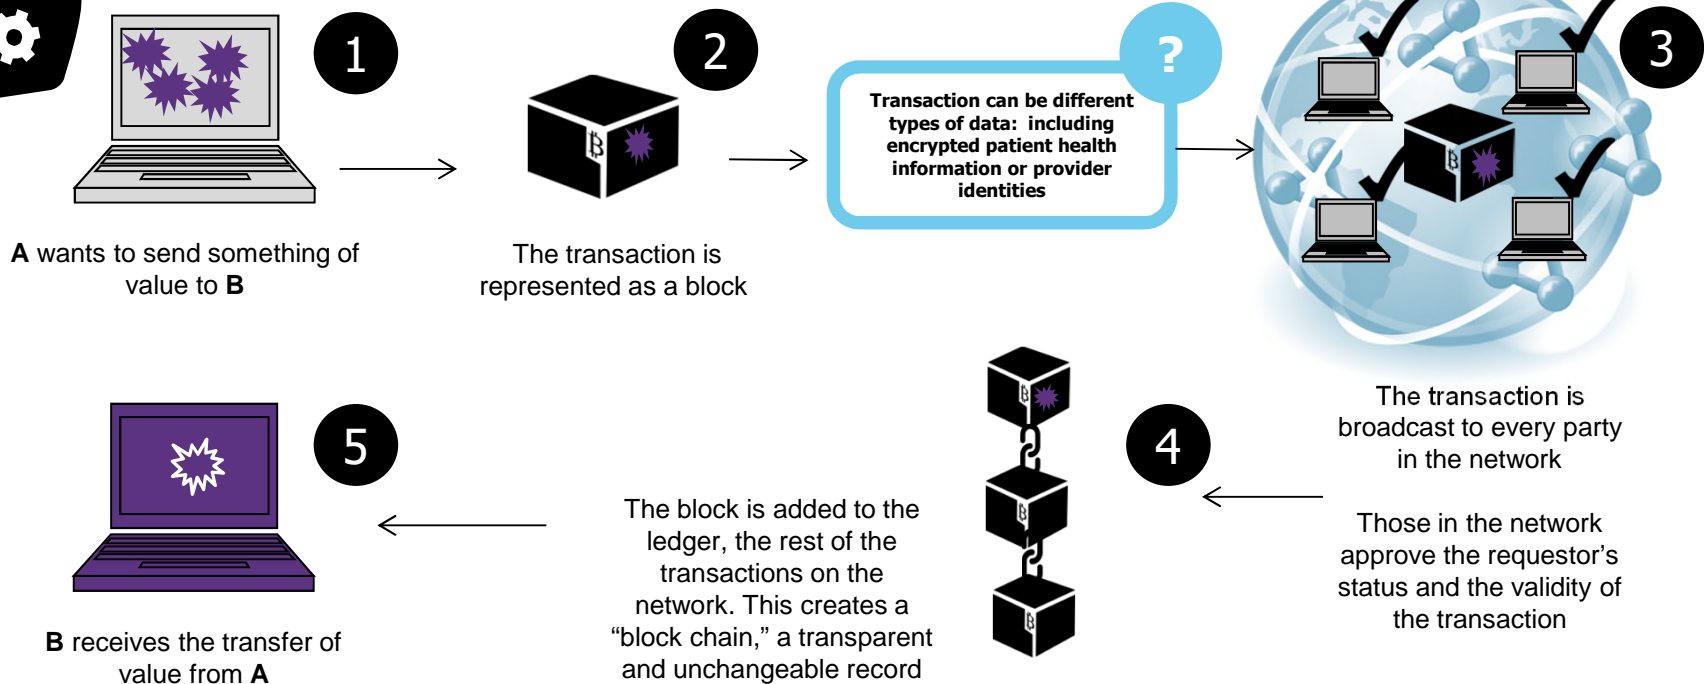 1
A wants to send something of
value to B
2
The transaction is
represented as a block
?
Transaction can be different
types of data:  including
encrypted patient health
information or provider
identities
3
The transaction is
broadcast to every party
in the network
Those in the network
approve the requestor’s
status and the validity of
the transaction
4
The block is added to the
ledger, the rest of the
transactions on the
network. This creates a
“block chain,” a transparent
and unchangeable record
5
B receives the transfer of
value from A